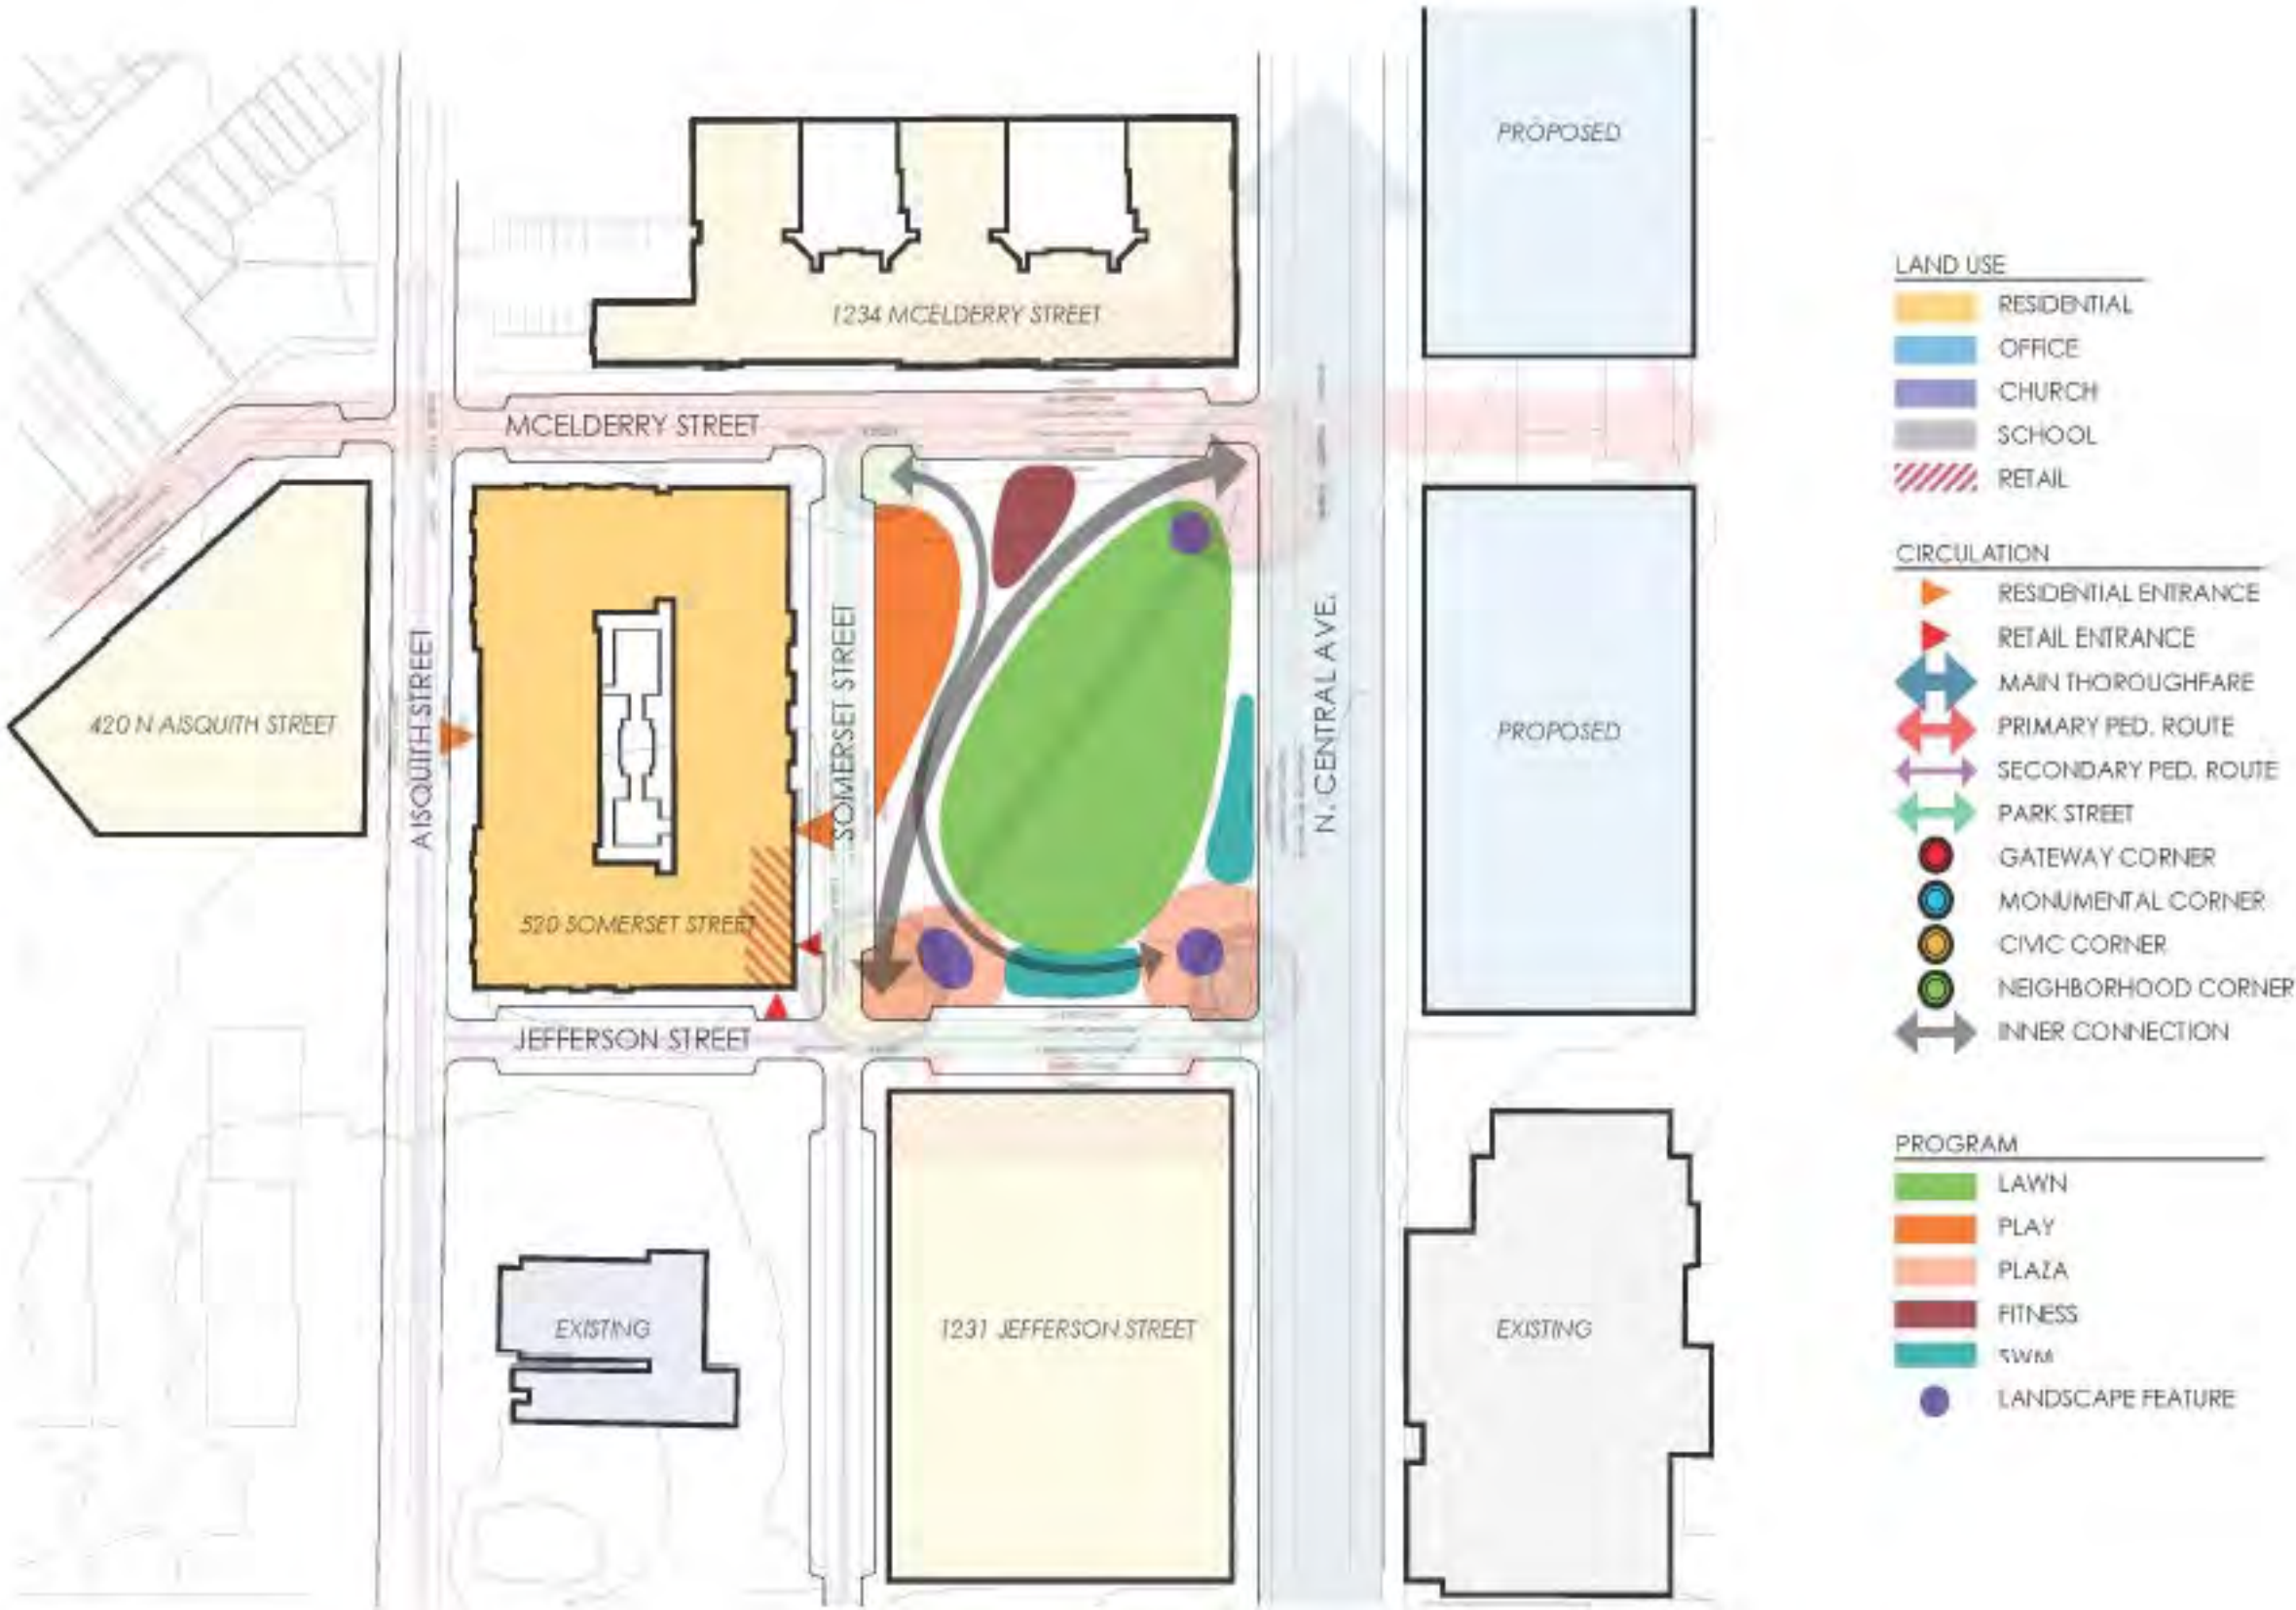 PROPOSED
1234 MCELDERRY STREET
MCELDERRY STREET
420 N AISQUITH STREET
AISQUITH STREET
520 SOMERSET STREET
SOMERSET STREET
N. CENTRAL AVE.
PROPOSED
JEFFERSON STREET
EXISTING
1231 JEFFERSON STREET
EXISTING
LAND USE
RESIDENTIAL
OFFICE
CHURCH
SCHOOL
RETAIL
CIRCULATION
RESIDENTIAL ENTRANCE
RETAIL ENTRANCE
MAIN THOROUGHFARE
PRIMARY PED. ROUTE
SECONDARY PED. ROUTE
PARK STREET
GATEWAY CORNER
MONUMENTAL CORNER
CIVIC CORNER
NEIGHBORHOOD CORNER
INNER CONNECTION
PROGRAM
LAWN
PLAY
PLAZA
FITNESS
SWM
LANDSCAPE FEATURE